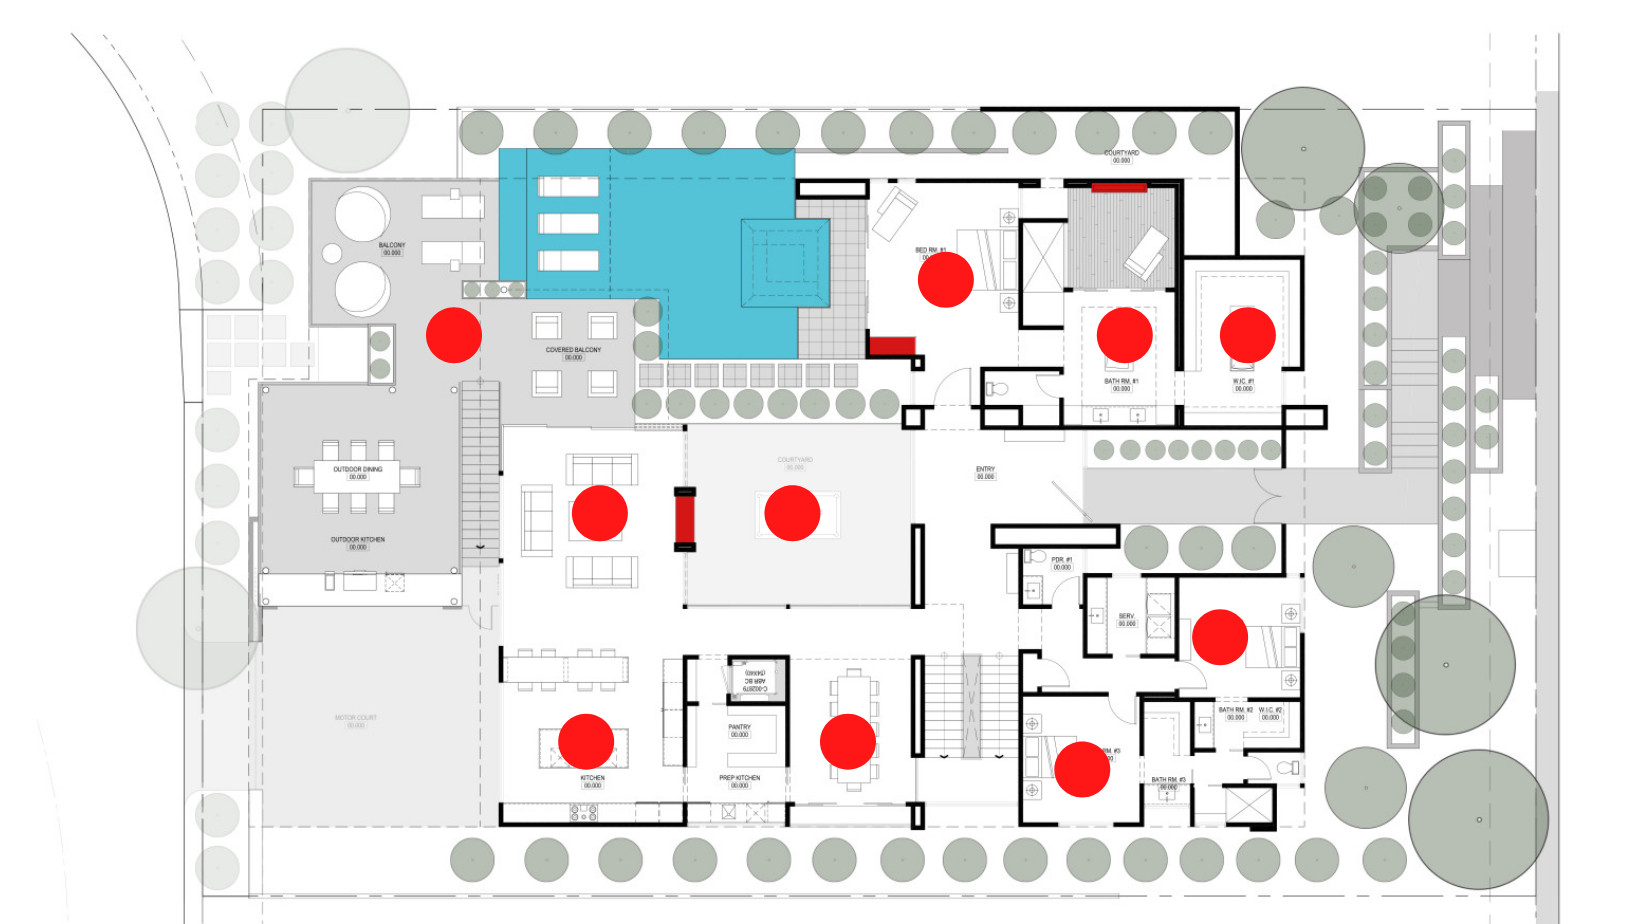 COURTYARD
00.000
BALCONY
00.000
BED RM. #1
COVERED BALCONY
00.000
BATH RM. #1
00.000
W.I.C. #1
00.000
COURTYARD
00.000
ENTRY
00.000
OUTDOOR DINING
00.000
OUTDOOR KITCHEN
00.000
PDR. #1
00.000
SERV.
00.000
MOTOR COURT
00.000
PANTRY
00.000
BATH RM. #2
00.000
W.I.C. #2
00.000
KITCHEN
00.000
PREP KITCHEN
00.000
BATH RM. #3
00.000